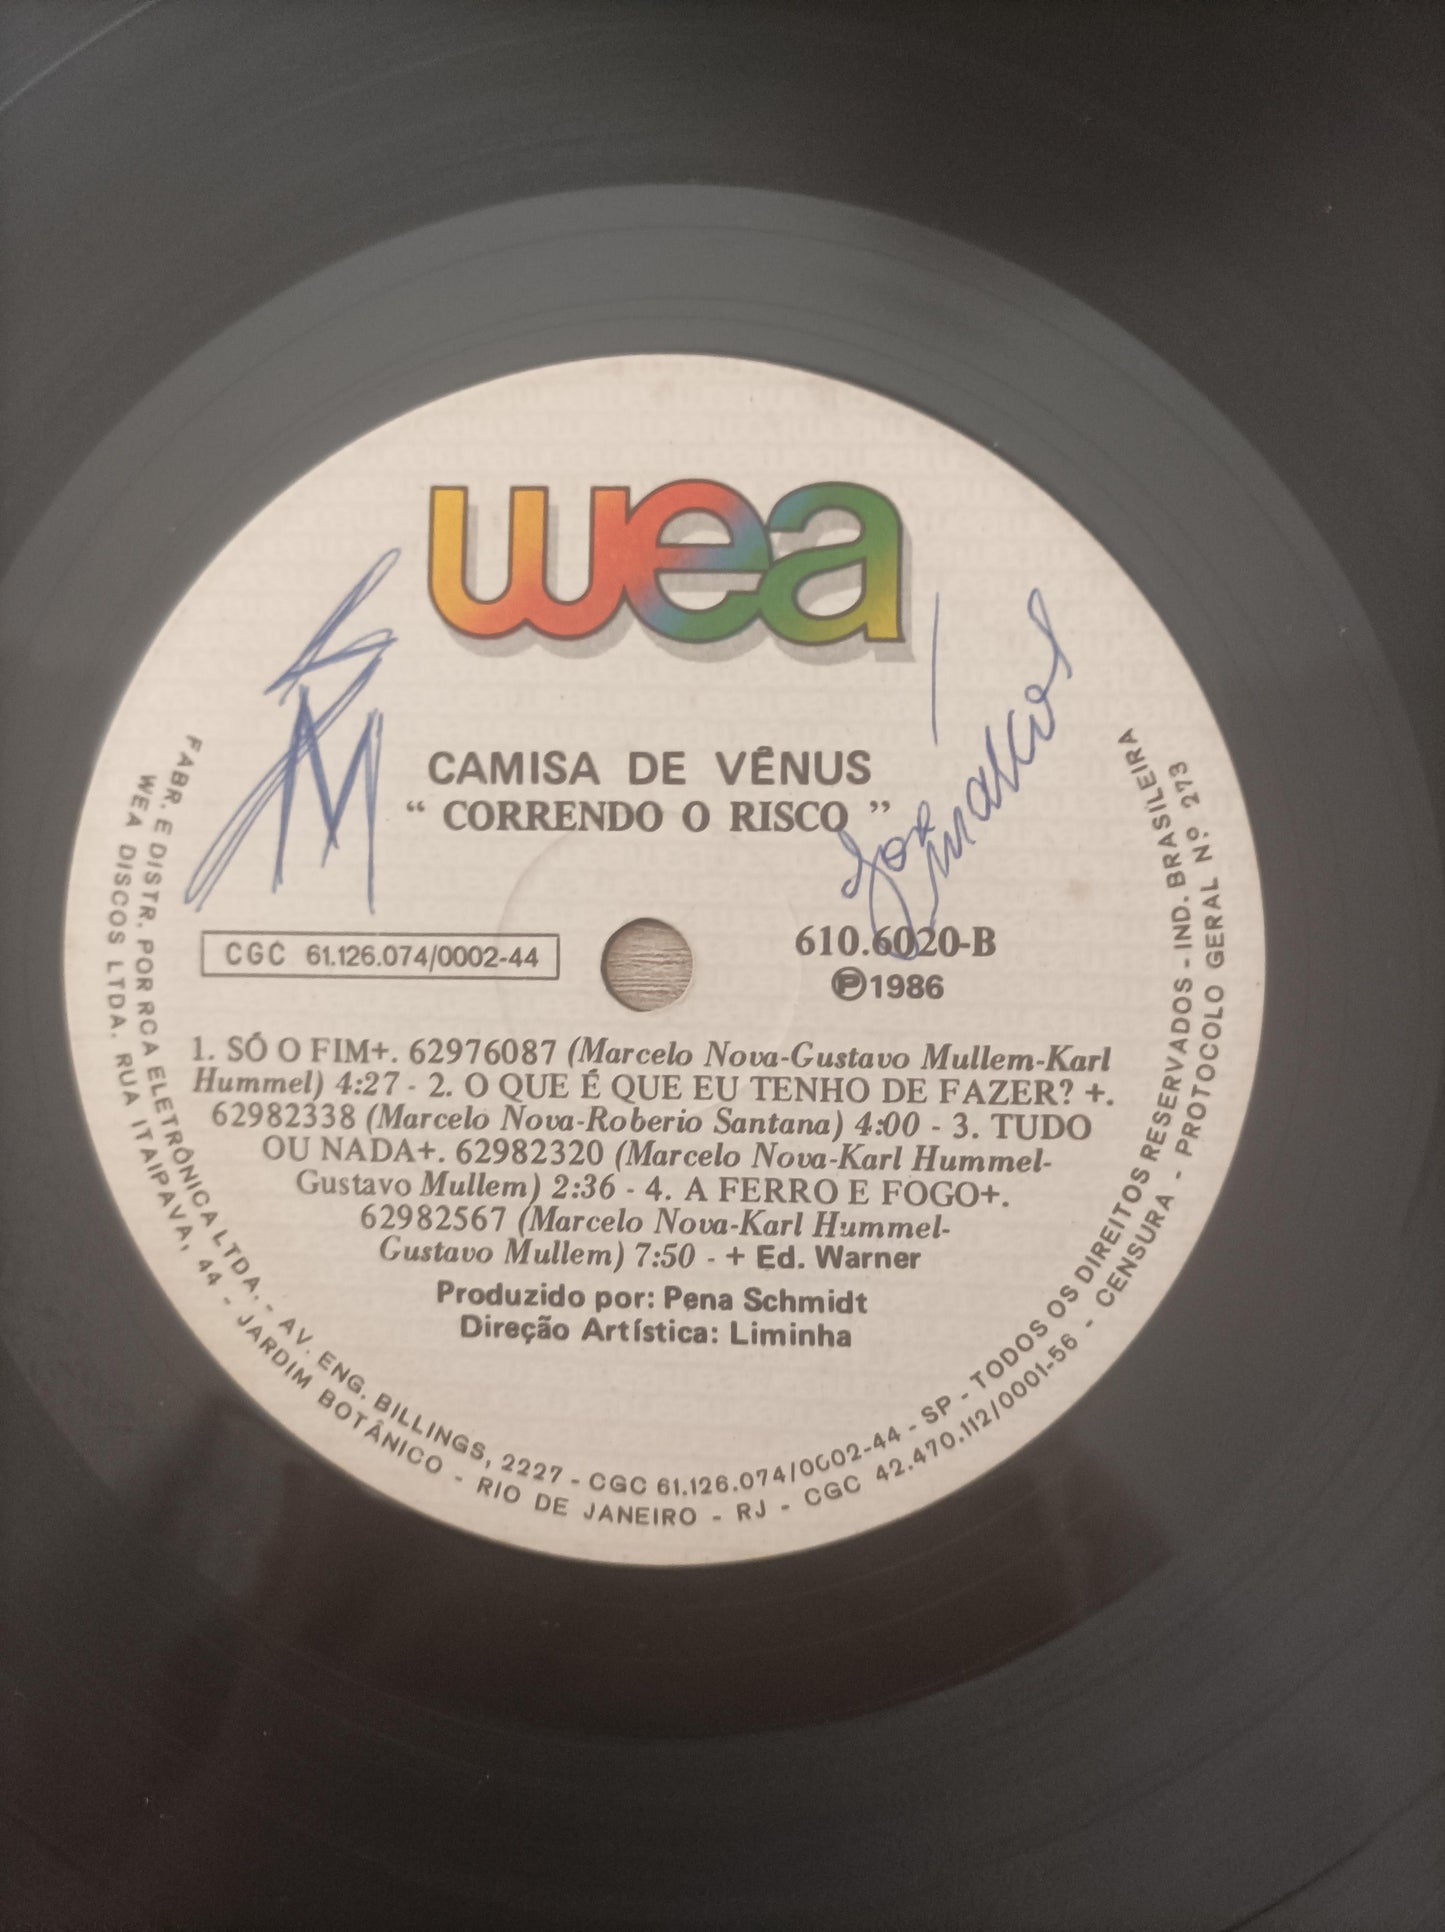 wea
CAMISA DE VÊNUS
“ CORRENDO O RISCO ”
CGC 61.126.074/0002-44
610.6020-B
℗1986
1. SÓ O FIM+. 62976087 (Marcelo Nova-Gustavo Mullem-Karl
Hummel) 4:27 - 2. O QUE É QUE EU TENHO DE FAZER? +.
62982338 (Marcelo Nova-Roberio Santana) 4:00 - 3. TUDO
OU NADA+. 62982320 (Marcelo Nova-Karl Hummel-
Gustavo Mullem) 2:36 - 4. A FERRO E FOGO+.
62982567 (Marcelo Nova-Karl Hummel-
Gustavo Mullem) 7:50 - + Ed. Warner
Produzido por: Pena Schmidt
Direção Artística: Liminha
FABR. E DISTR. POR RCA ELETRÔNICA LTDA. - AV. ENG. BILLINGS, 2227 - CGC 61.126.074/0002-44 - SP - TODOS OS DIREITOS RESERVADOS - IND. BRASILEIRA
WEA DISCOS LTDA. RUA ITAIPAVA, 44 - JARDIM BOTÂNICO - RIO DE JANEIRO - RJ - CGC 42.470.112/0001-56 - CENSURA - PROTOCOLO GERAL Nº 273